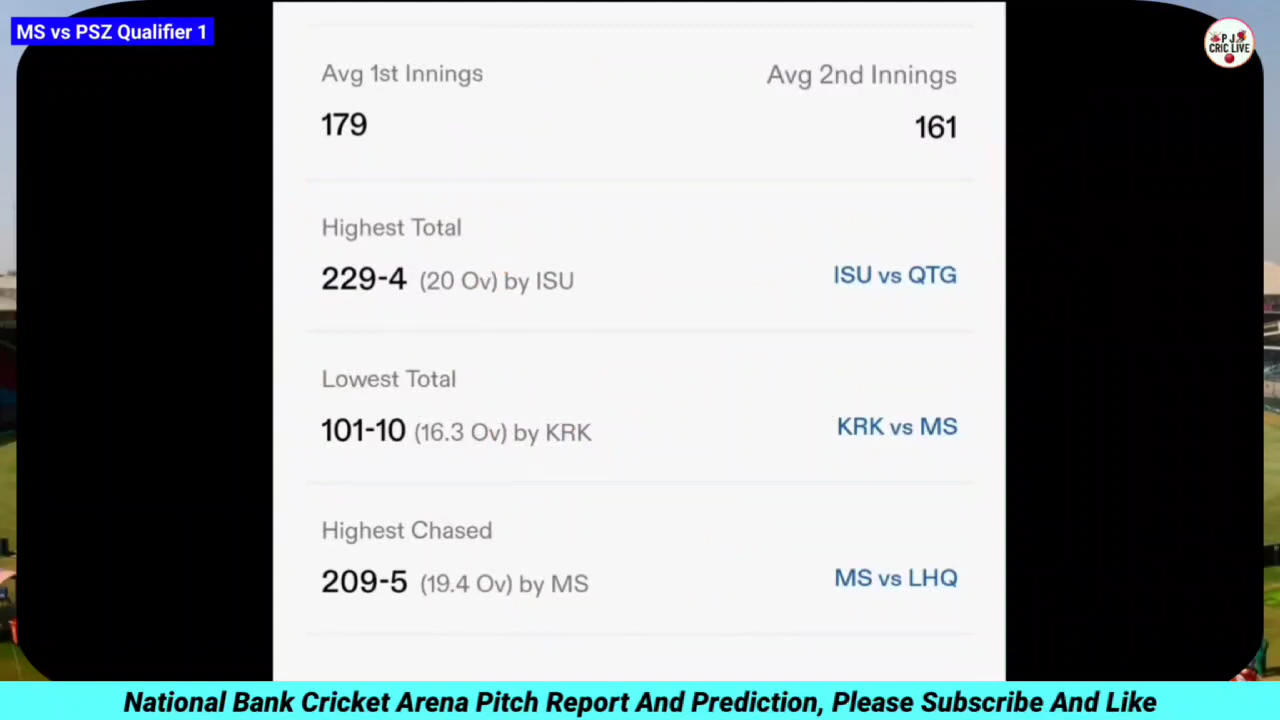 MS vs PSZ Qualifier 1
P J
CRIC LIVE
Avg 1st Innings
Avg 2nd Innings
179
161
Highest Total
229-4 (20 Ov) by ISU
ISU vs QTG
Lowest Total
101-10 (16.3 Ov) by KRK
KRK vs MS
Highest Chased
209-5 (19.4 Ov) by MS
MS vs LHQ
National Bank Cricket Arena Pitch Report And Prediction, Please Subscribe And Like